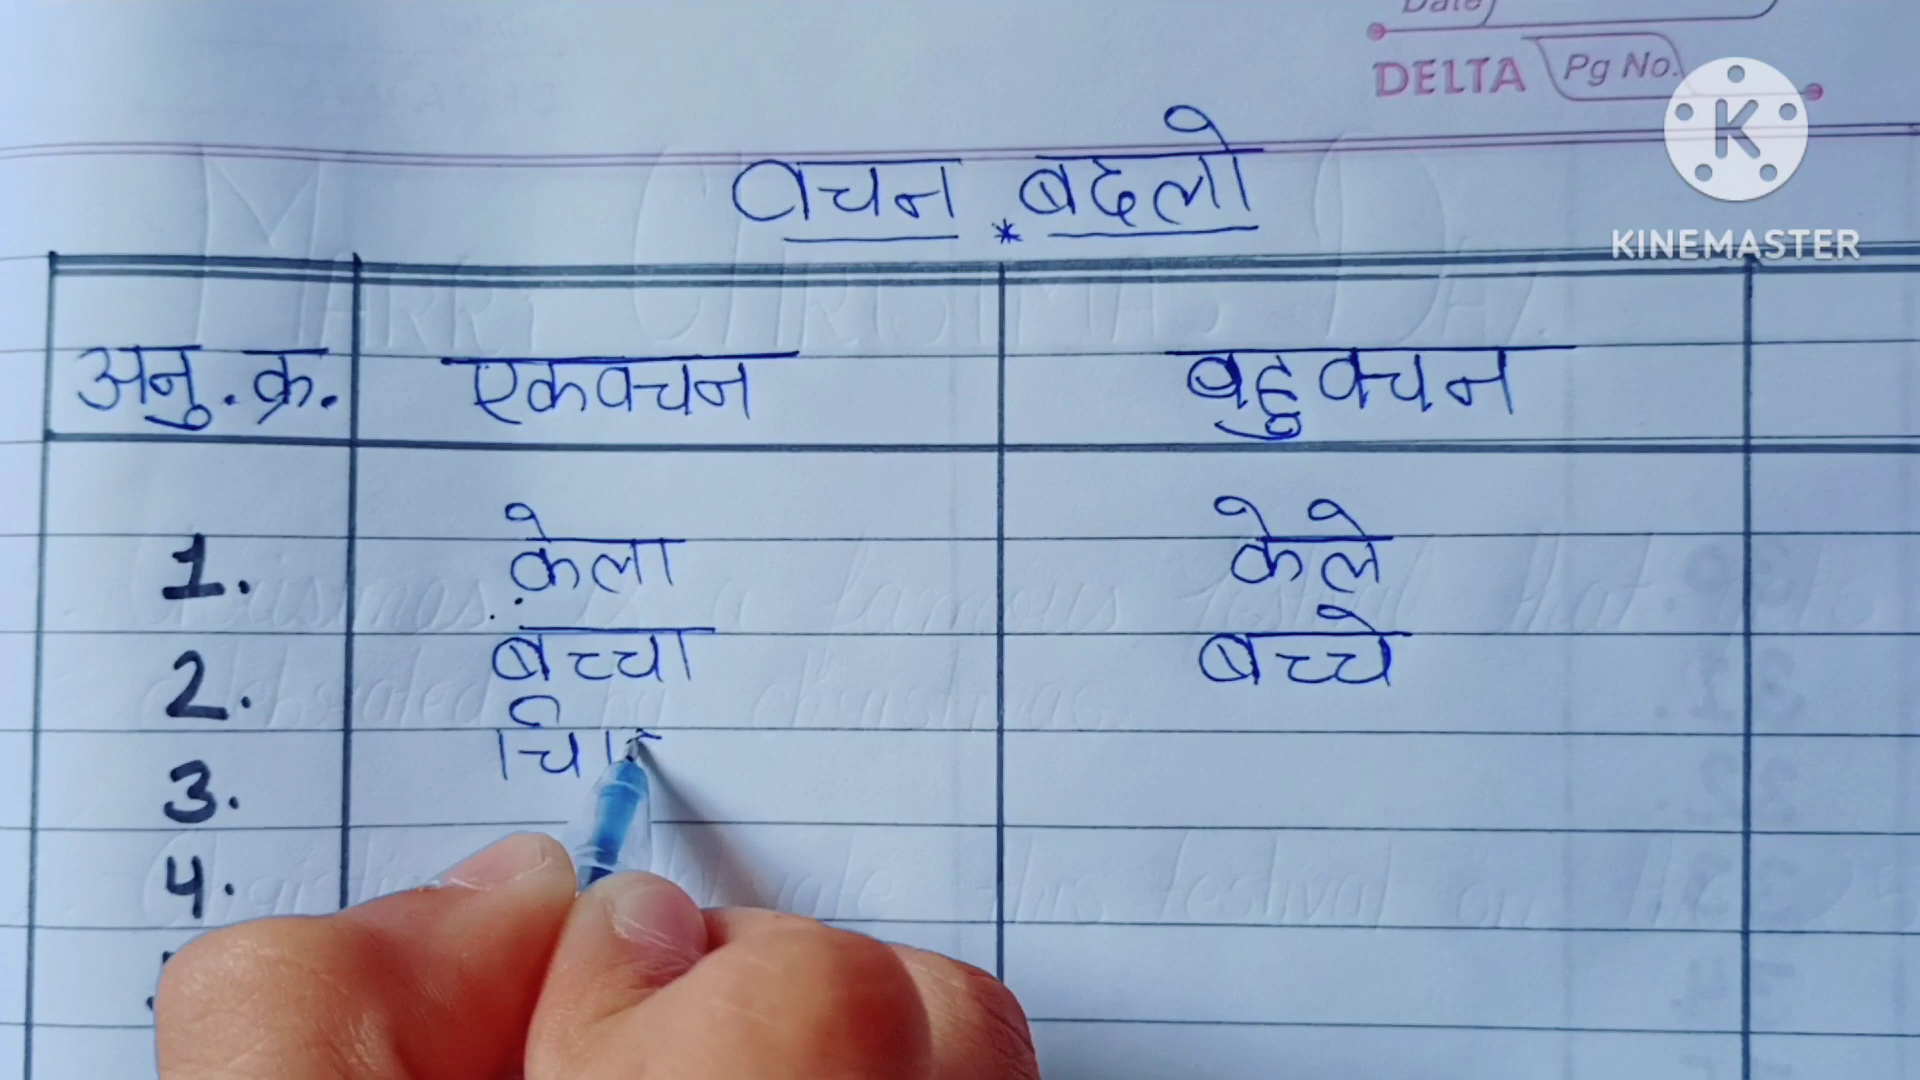 Date
DELTA Pg No.
K
KINEMASTER
वचन बदलो
अनु. क्र. एकवचन बहुवचन
1. केला केले
2. बच्चा बच्चे
3.
4.